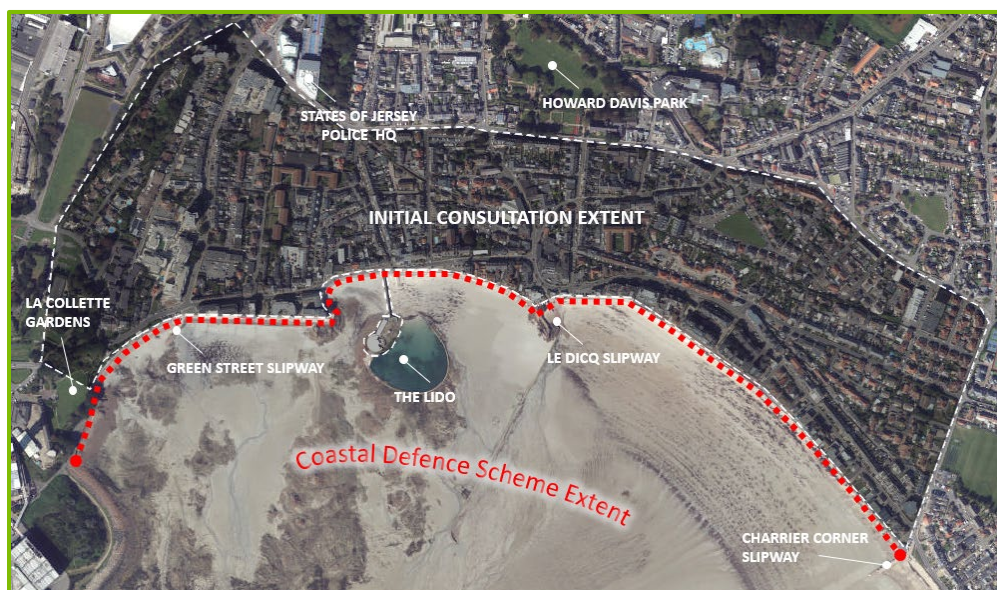 STATES OF JERSEY
POLICE HQ
HOWARD DAVIS PARK
INITIAL CONSULTATION EXTENT
LA COLLETTE
GARDENS
GREEN STREET SLIPWAY
LE DICQ SLIPWAY
THE LIDO
Coastal Defence Scheme Extent
CHARRIER CORNER
SLIPWAY